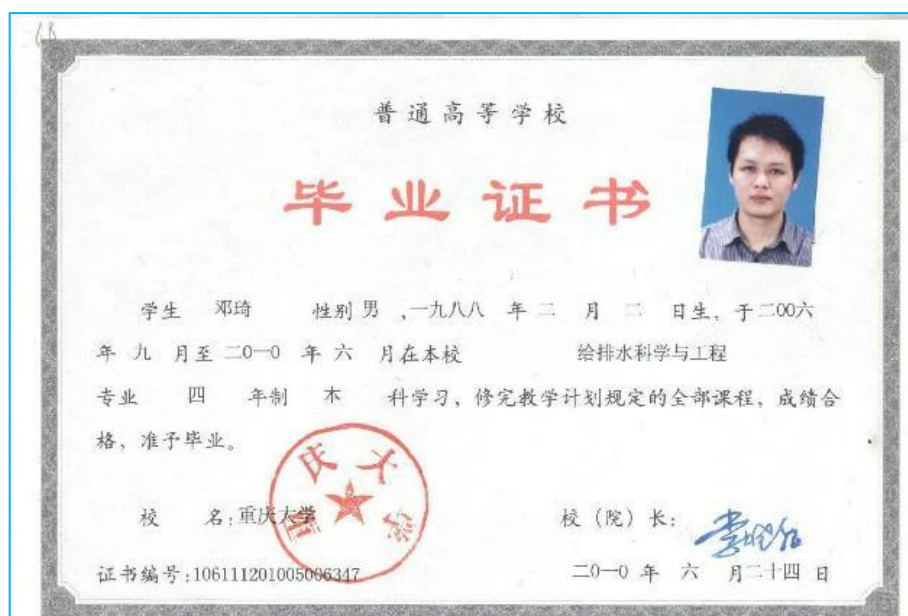 普通高等学校
毕业证书
学生 邓琦 性别 男 ,一九八八 年 二 月 二 日生、于二00六
年 九 月至 二0一0 年 六 月在本校 给排水科学与工程
专业 四 年制 本 科学习、修完教学计划规定的全部课程、成绩合
格、准予毕业。
重庆大学
校 名:重庆大学 校(院)长:
证书编号:106111201005006347 二0一0 年 六 月二十四 日